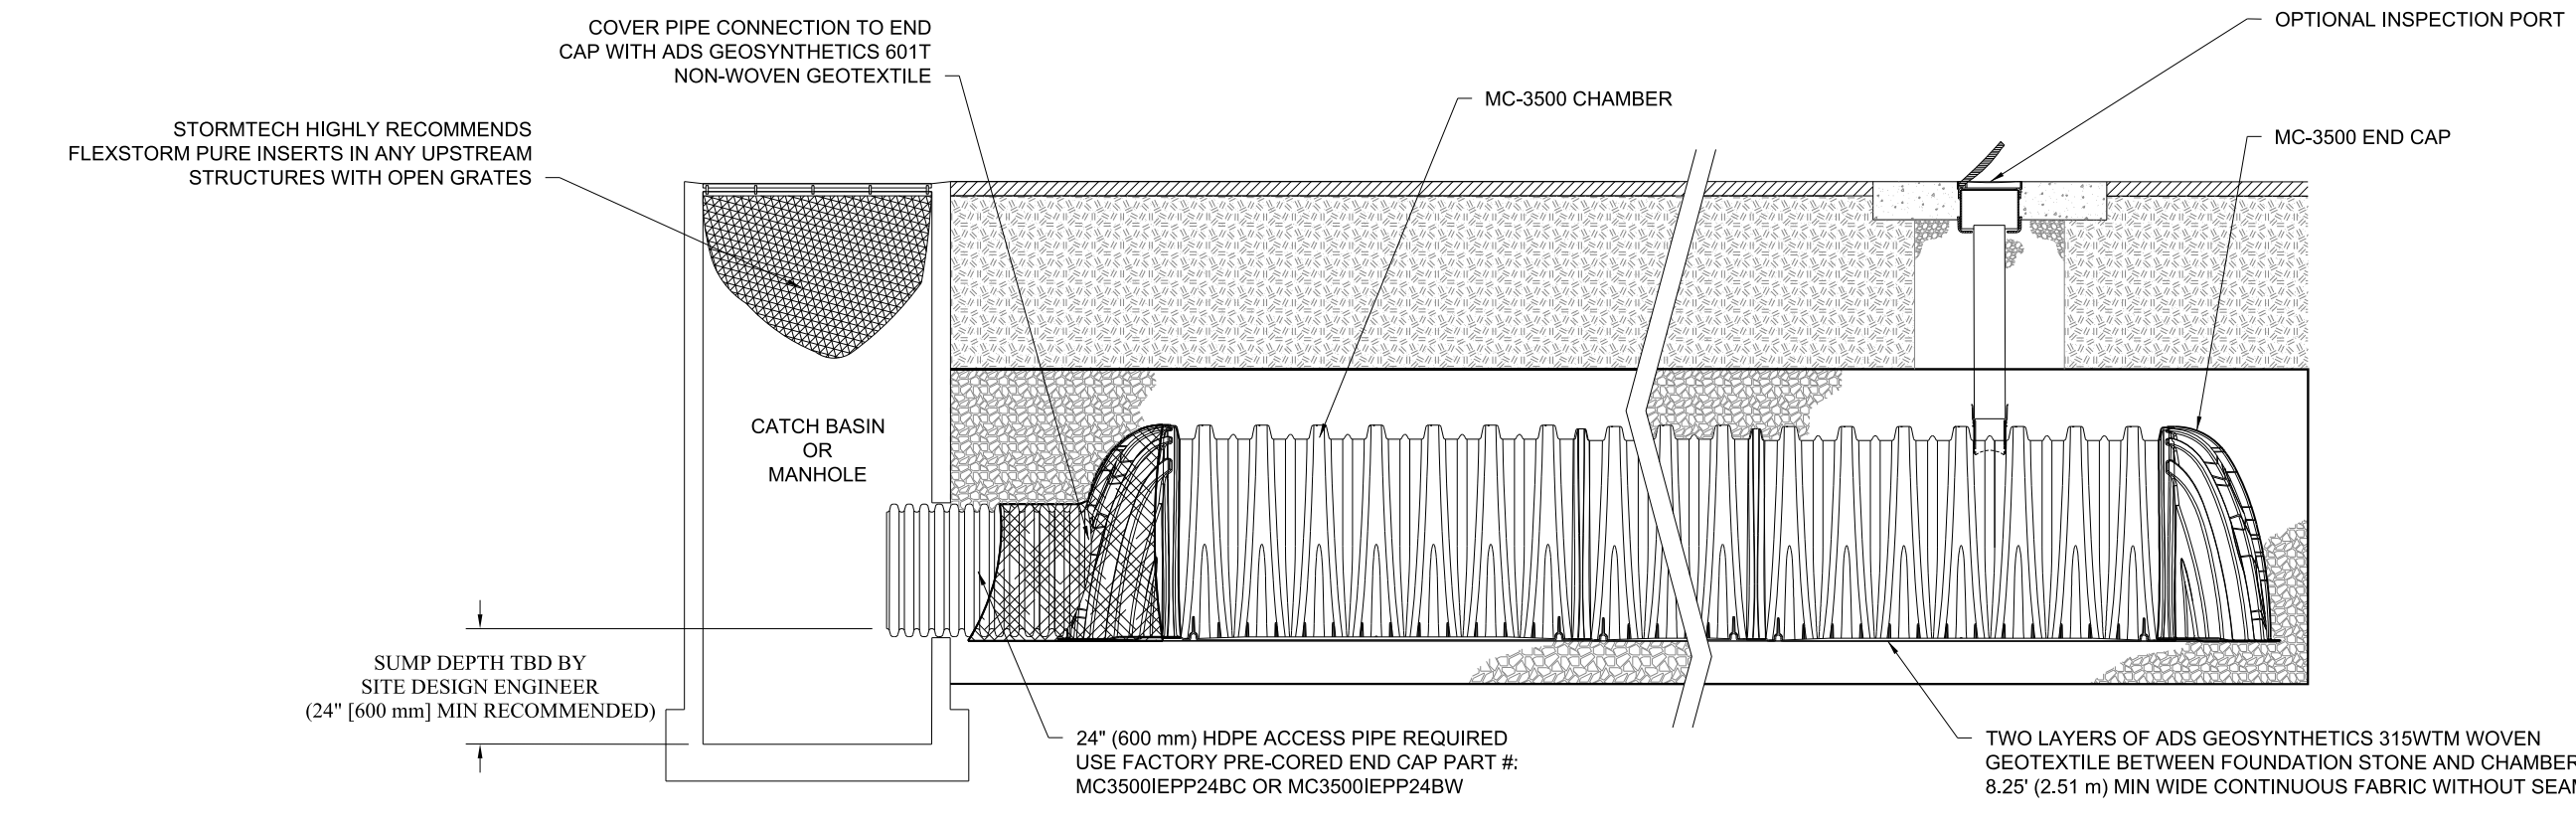 COVER PIPE CONNECTION TO END
CAP WITH ADS GEOSYNTHETICS 601T
NON-WOVEN GEOTEXTILE
OPTIONAL INSPECTION PORT
MC-3500 CHAMBER
STORMTECH HIGHLY RECOMMENDS
FLEXSTORM PURE INSERTS IN ANY UPSTREAM
STRUCTURES WITH OPEN GRATES
MC-3500 END CAP
CATCH BASIN
OR
MANHOLE
SUMP DEPTH TBD BY
SITE DESIGN ENGINEER
(24" [600 mm] MIN RECOMMENDED)
24" (600 mm) HDPE ACCESS PIPE REQUIRED
USE FACTORY PRE-CORED END CAP PART #:
MC3500IEPP24BC OR MC3500IEPP24BW
TWO LAYERS OF ADS GEOSYNTHETICS 315WTM WOVEN
GEOTEXTILE BETWEEN FOUNDATION STONE AND CHAMBER
8.25' (2.51 m) MIN WIDE CONTINUOUS FABRIC WITHOUT